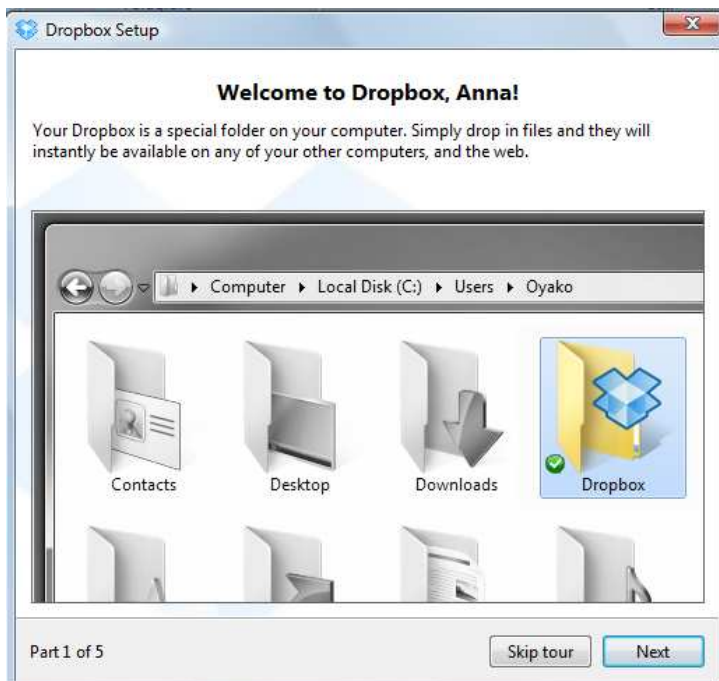 Dropbox Setup
Welcome to Dropbox, Anna!
Your Dropbox is a special folder on your computer. Simply drop in files and they will
instantly be available on any of your other computers, and the web.
Computer Local Disk (C:) Users Oyako
Contacts Desktop Downloads Dropbox
Part 1 of 5 Skip tour Next